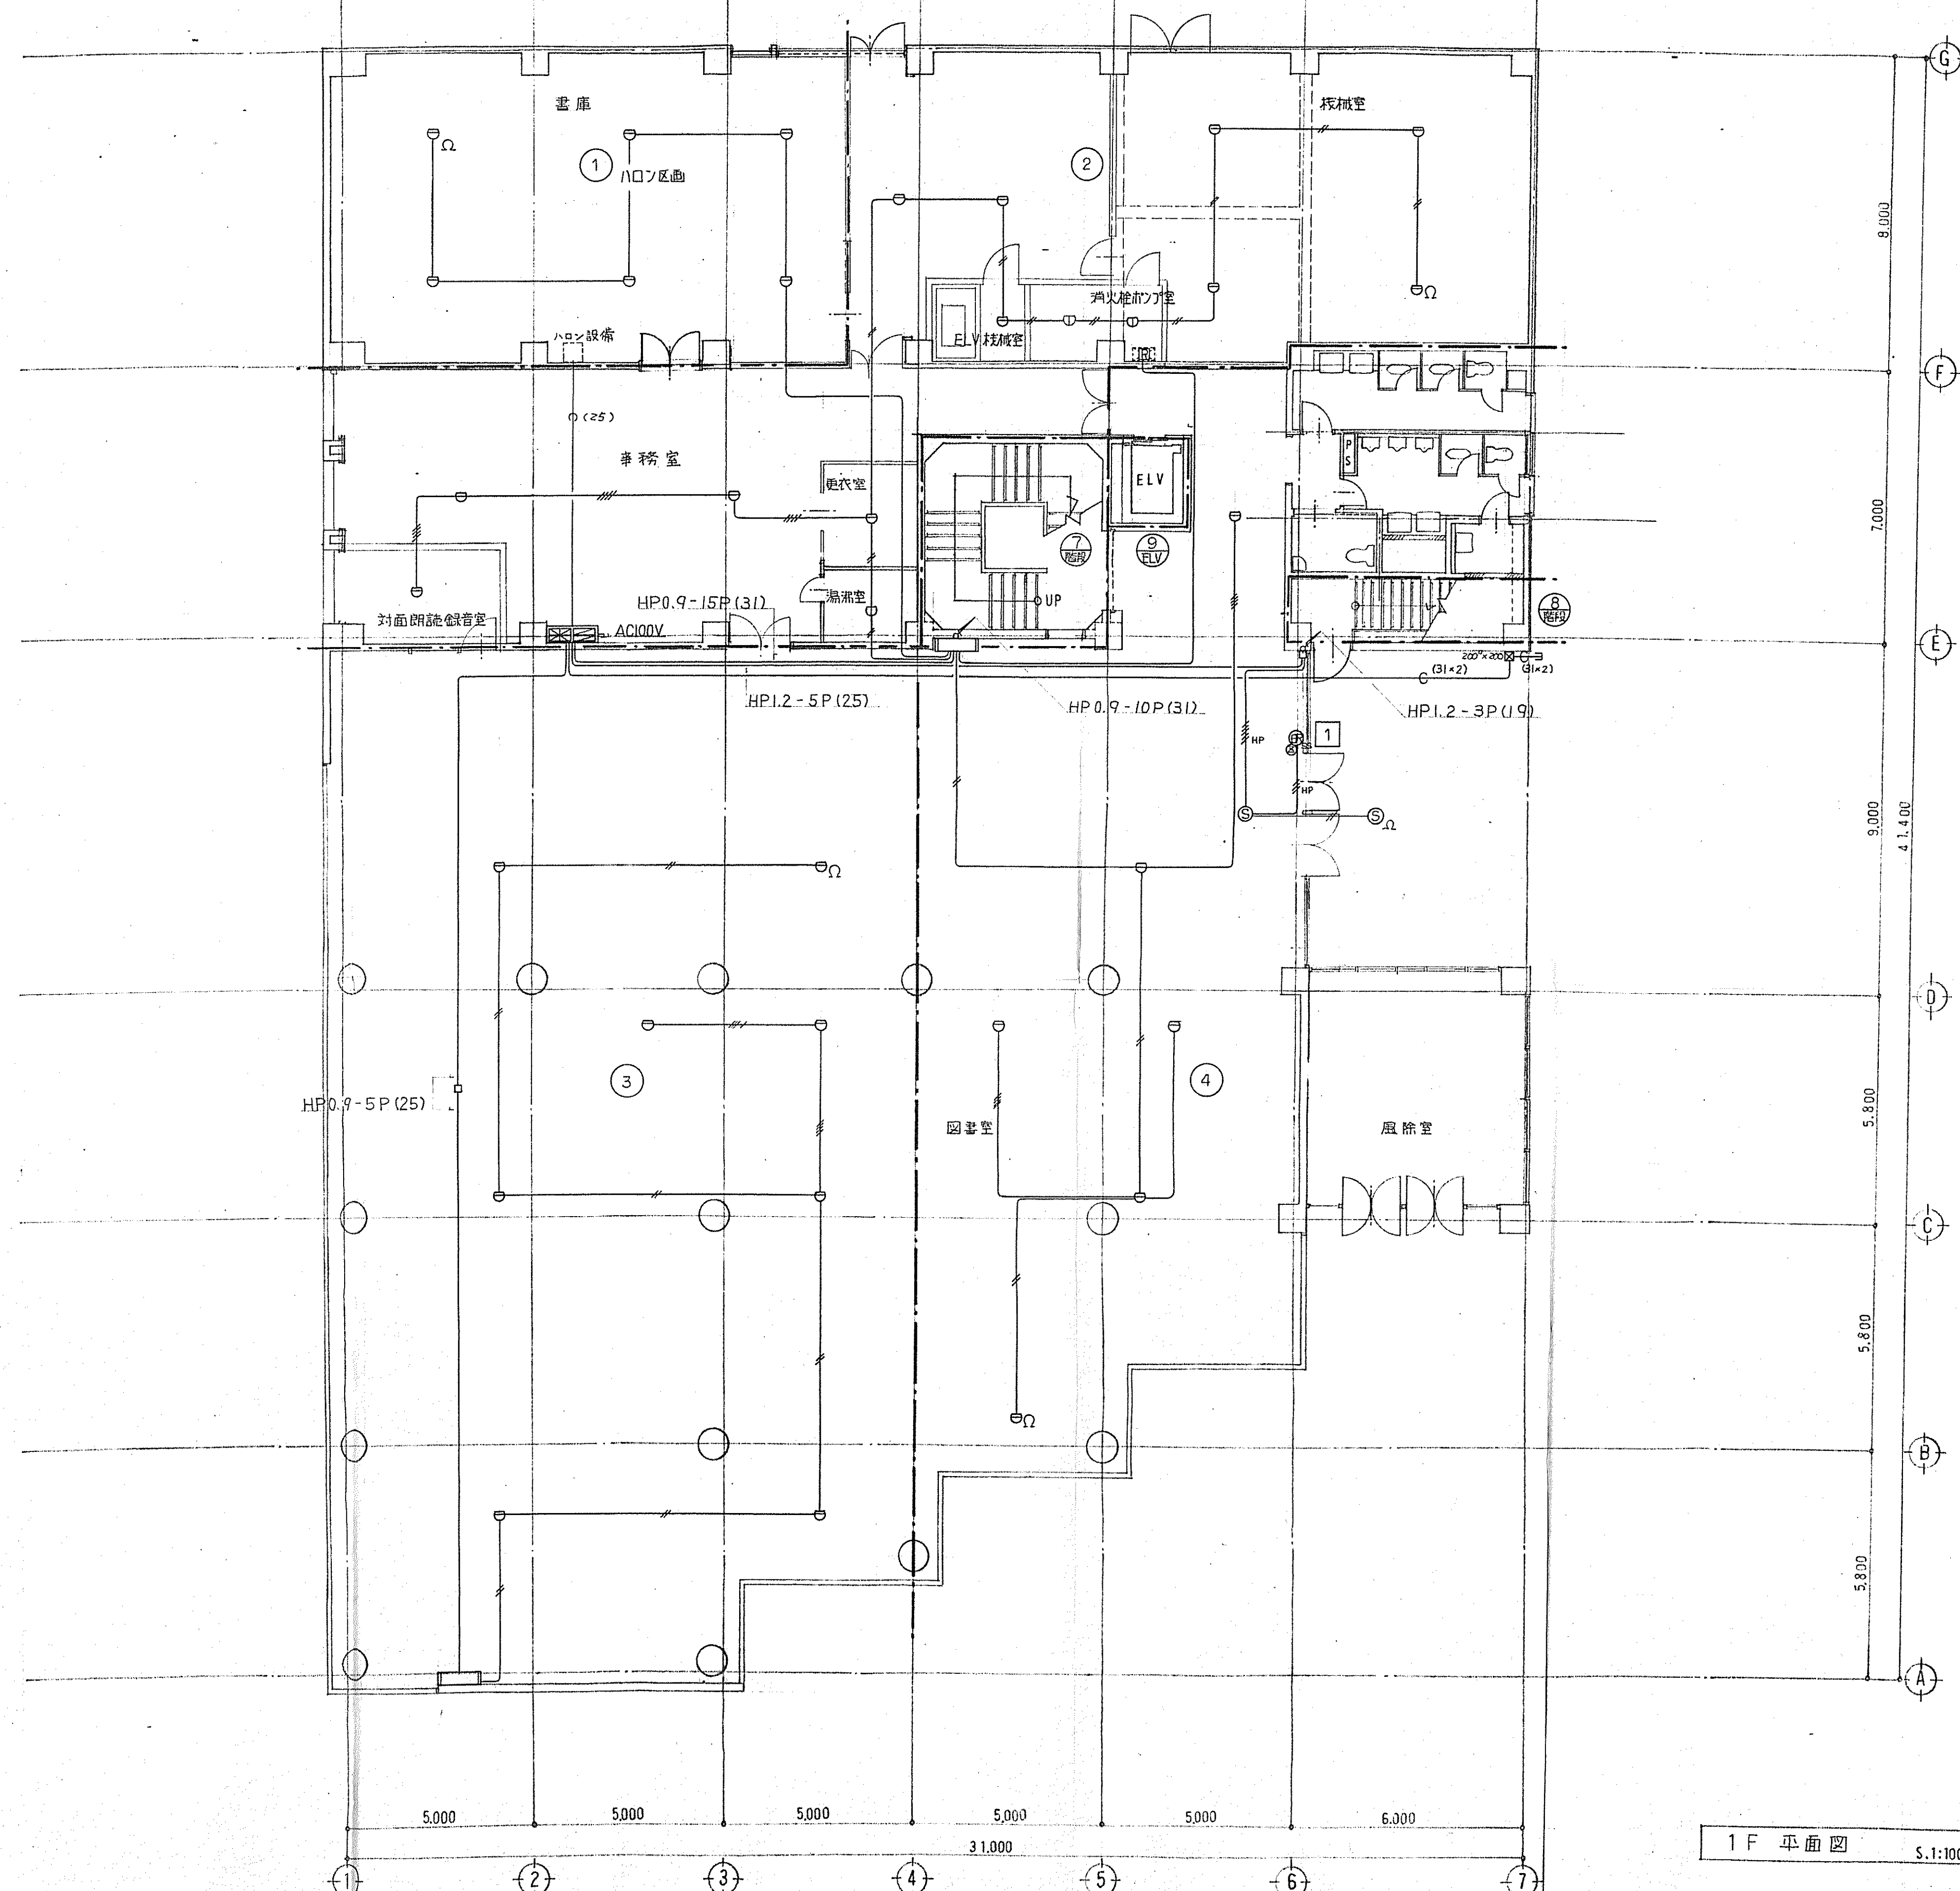 G
書庫
機械室
Ω
1
ハロン区画
2
8.000
Ω
消火栓ポンプ室
ハロン設備
ELV機械室
R
F
(25)
事務室
PS
更衣室
ELV
7.000
7
階段
9
ELV
HP0.9-15P(31)
湯沸室
UP
8
階段
対面朗読録音室
AC100V
E
200□×200
(31×2)
(31×2)
HP1.2-5P(25)
HP0.9-10P(31)
HP1.2-3P(19)
HP
1
HP
S
S
Ω
9.000
41.400
Ω
D
3
4
HP0.9-5P(25)
図書室
風除室
5.800
C
5.800
Ω
B
5.800
A
5.000
5.000
5.000
5.000
5.000
6.000
31.000
1F 平面図
S.1:100
1
2
3
4
5
6
7